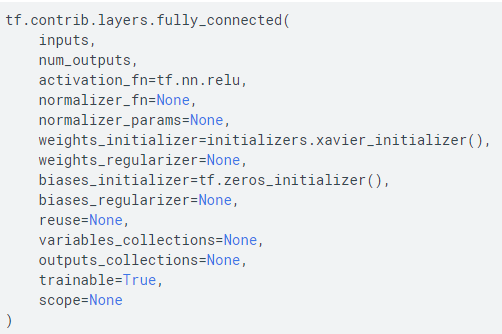 tf.contrib.layers.fully_connected(
    inputs,
    num_outputs,
    activation_fn=tf.nn.relu,
    normalizer_fn=None,
    normalizer_params=None,
    weights_initializer=initializers.xavier_initializer(),
    weights_regularizer=None,
    biases_initializer=tf.zeros_initializer(),
    biases_regularizer=None,
    reuse=None,
    variables_collections=None,
    outputs_collections=None,
    trainable=True,
    scope=None
)